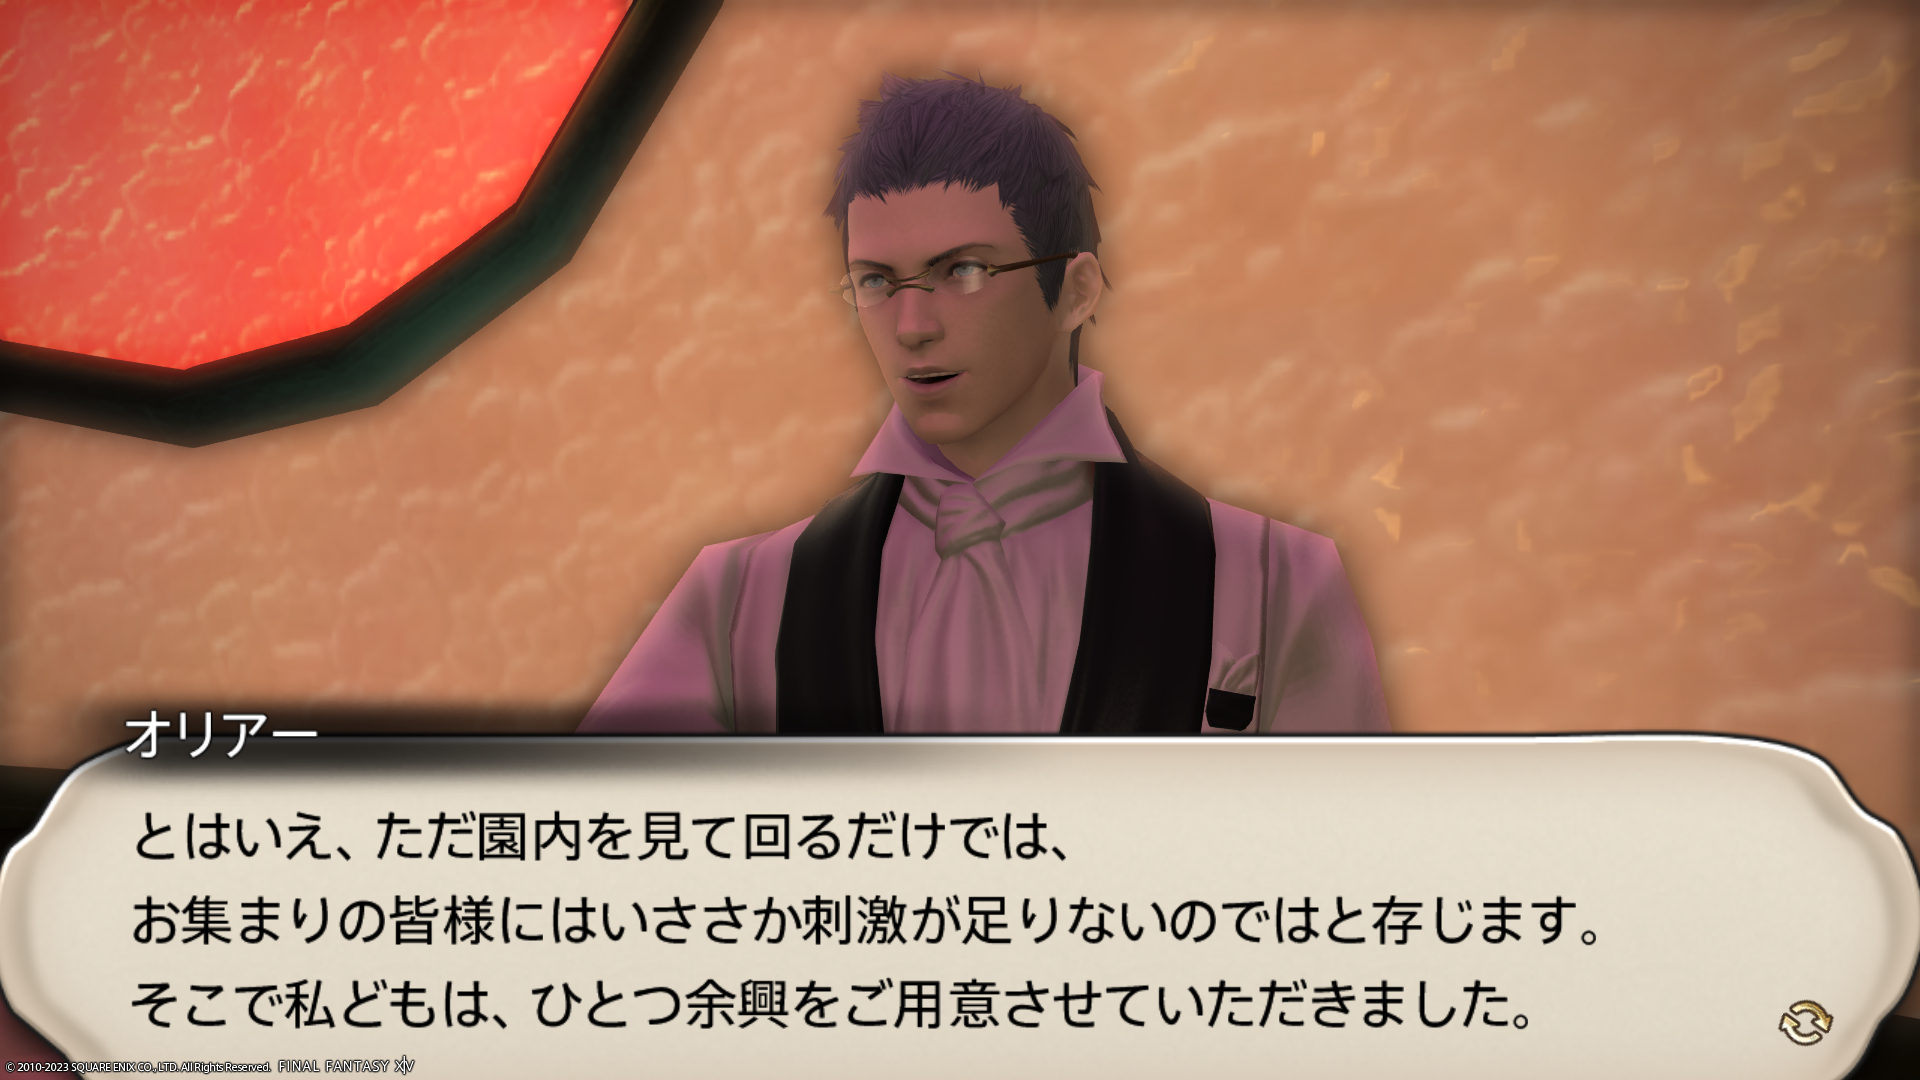 オリアー
とはいえ、ただ園内を見て回るだけでは、
お集まりの皆様にはいささか刺激が足りないのではと存じます。
そこで私どもは、ひとつ余興をご用意させていただきました。
© 2010-2023 SQUARE ENIX CO., LTD. All Rights Reserved. FINAL FANTASY XIV